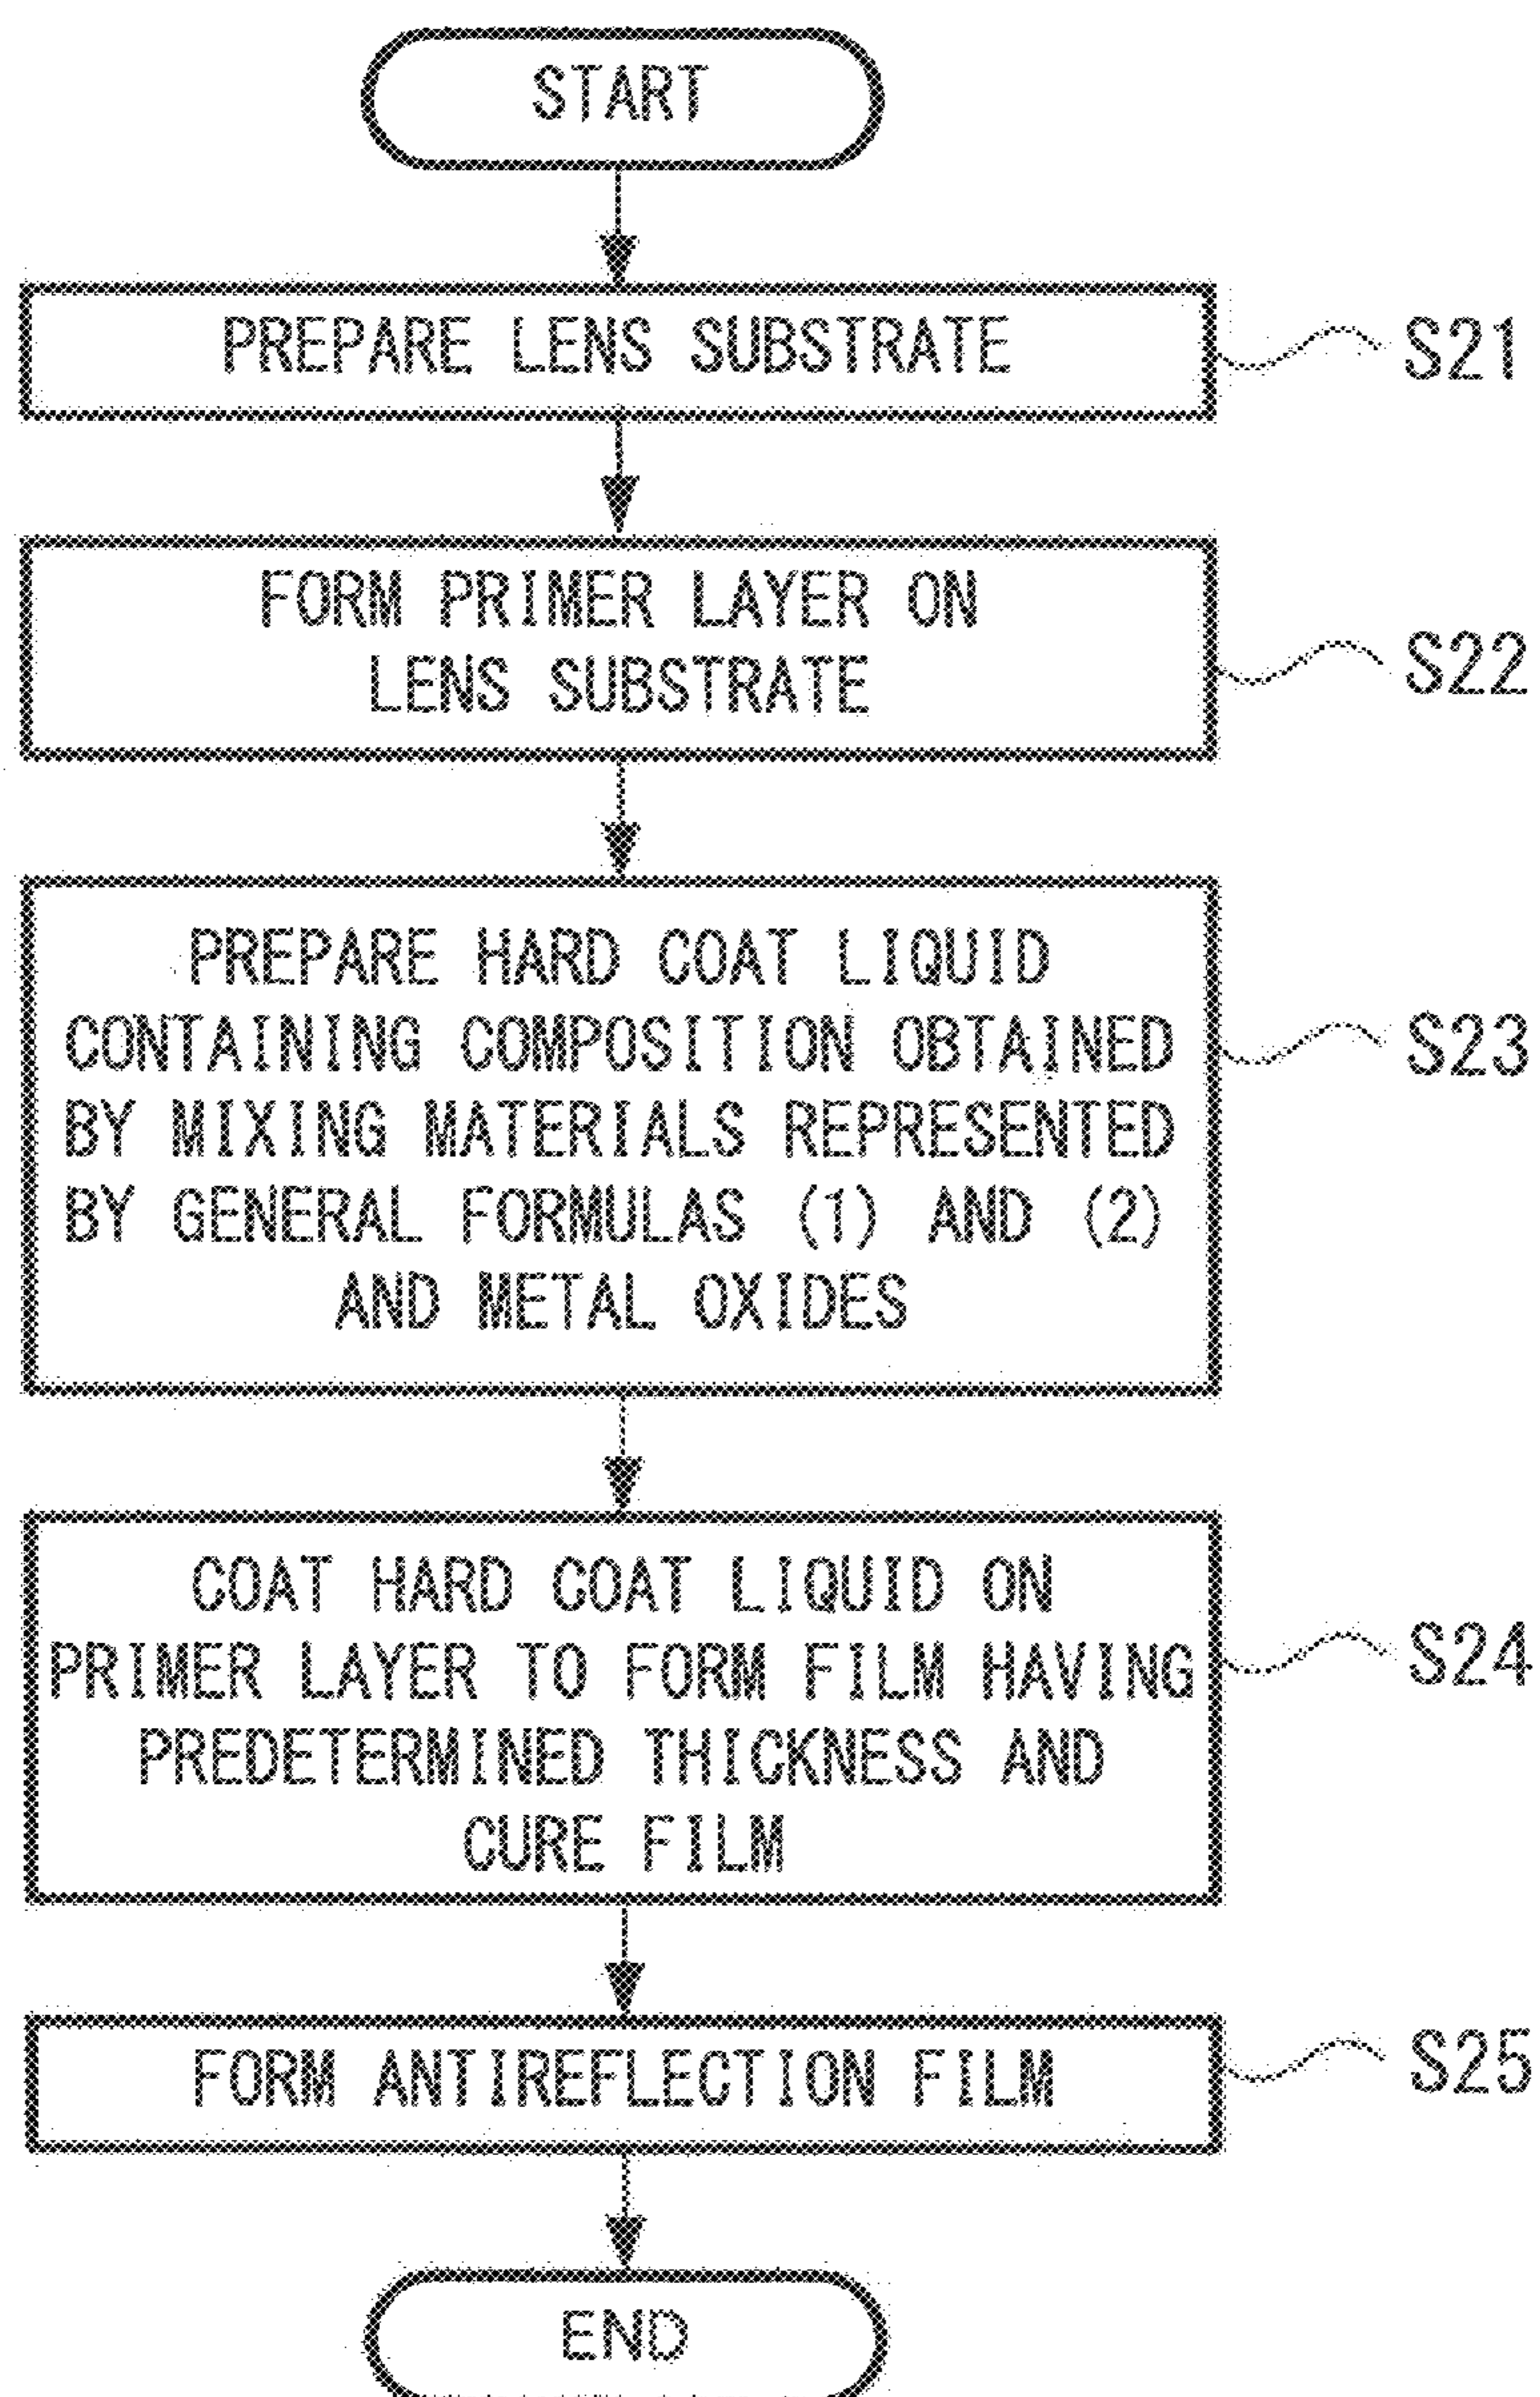 START
PREPARE LENS SUBSTRATE
S21
FORM PRIMER LAYER ON
LENS SUBSTRATE
S22
PREPARE HARD COAT LIQUID
CONTAINING COMPOSITION OBTAINED
BY MIXING MATERIALS REPRESENTED
BY GENERAL FORMULAS (1) AND (2)
AND METAL OXIDES
S23
COAT HARD COAT LIQUID ON
PRIMER LAYER TO FORM FILM HAVING
PREDETERMINED THICKNESS AND
CURE FILM
S24
FORM ANTIREFLECTION FILM
S25
END